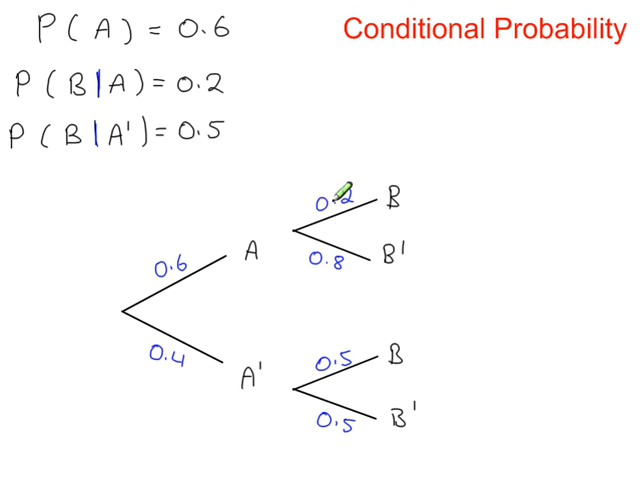 P(A) = 0.6
Conditional Probability
P(B|A) = 0.2
P(B|A') = 0.5
0.2
B
0.6
A
0.8
B'
0.4
A'
0.5
B
0.5
B'